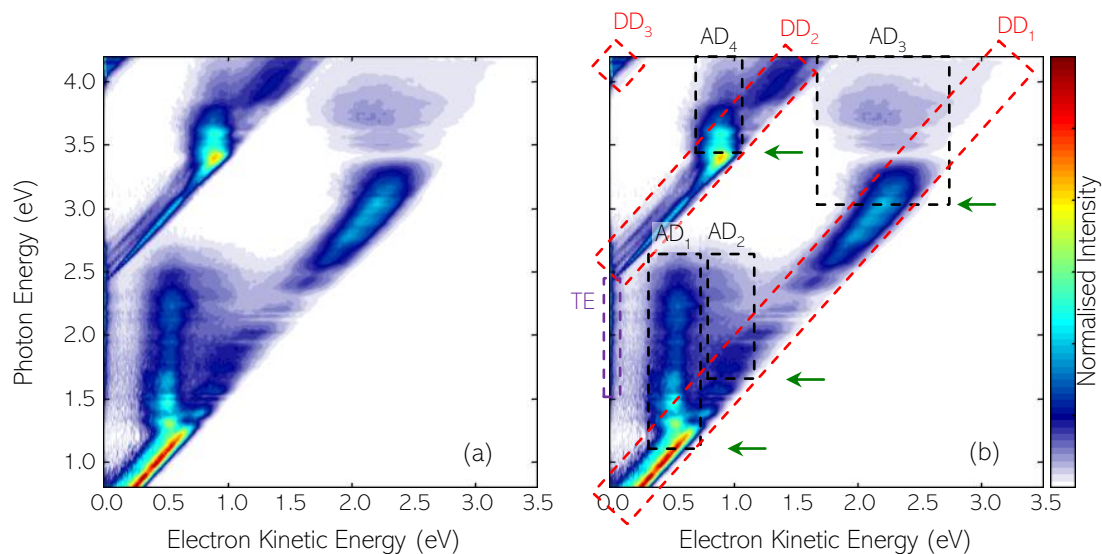 DD3
AD4
DD2
AD3
DD1
4.0
3.5
3.0
2.5
2.0
1.5
1.0
Photon Energy (eV)
(a)
0.0 0.5 1.0 1.5 2.0 2.5 3.0 3.5
Electron Kinetic Energy (eV)
AD1
AD2
TE
(b)
0.0 0.5 1.0 1.5 2.0 2.5 3.0 3.5
Electron Kinetic Energy (eV)
Normalised Intensity